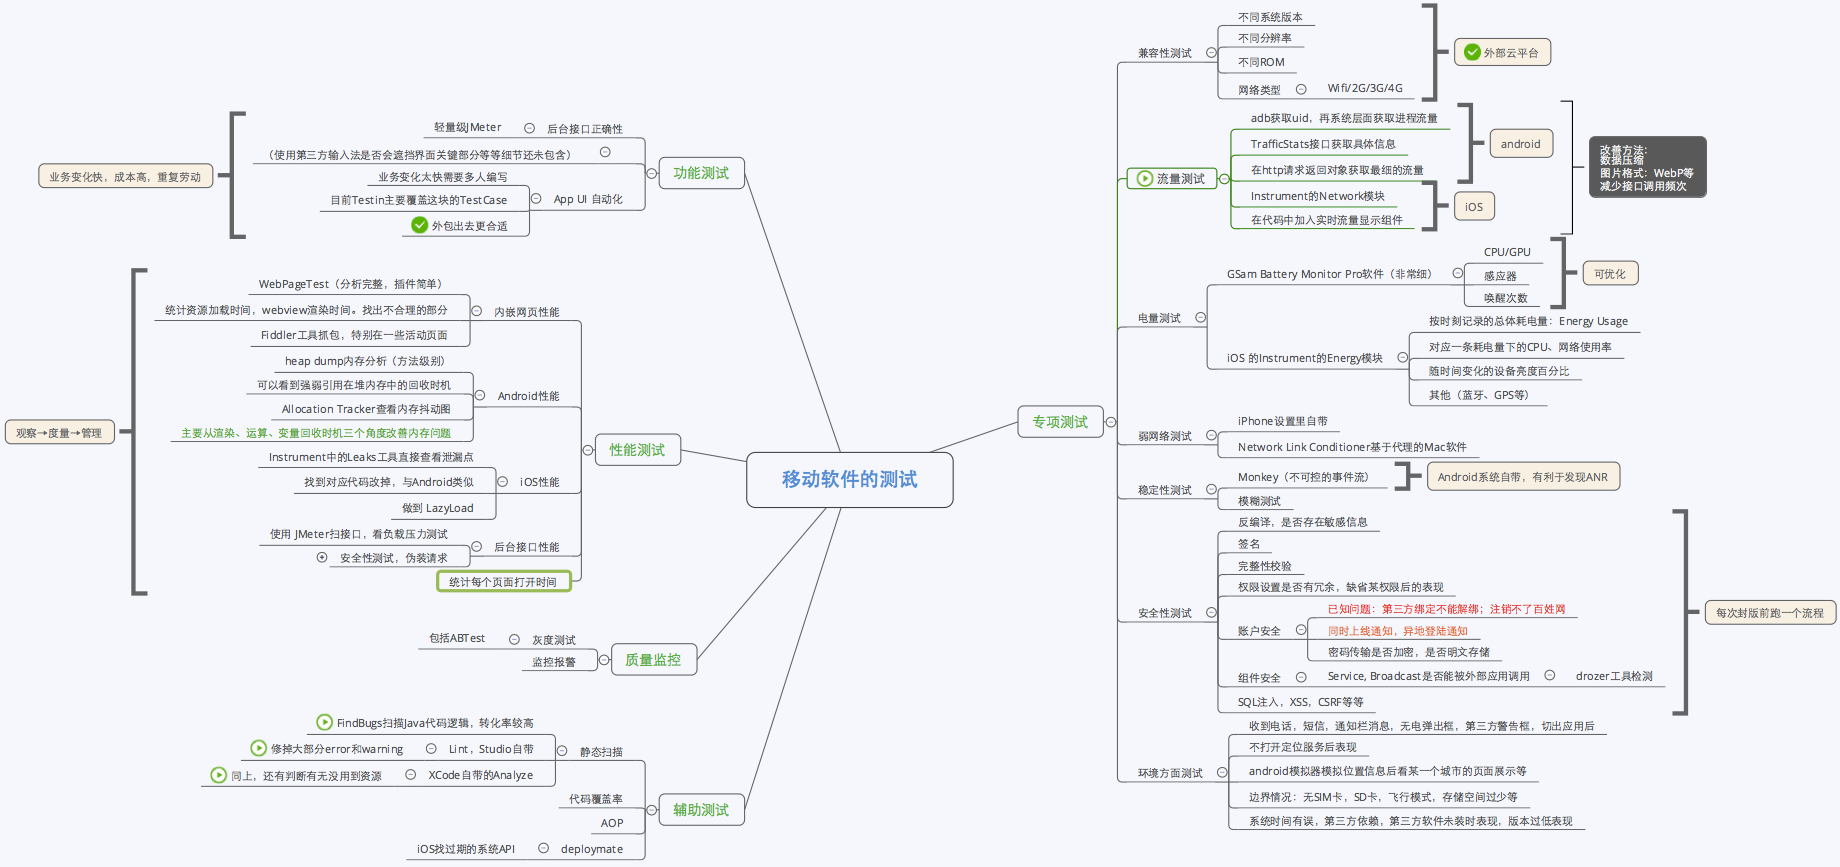 移动软件的测试
功能测试
后台接口正确性
轻量级JMeter
（使用第三方输入法是否会遮挡界面关键部分等等细节还未包含）
App UI 自动化
业务变化太快需要多人编写
目前Testin主要覆盖这块的TestCase
外包出去更合适
业务变化快，成本高，重复劳动
性能测试
内嵌网页性能
WebPageTest（分析完整，插件简单）
统计资源加载时间，webview渲染时间。找出不合理的部分
Fiddler工具抓包，特别在一些活动页面
Android性能
heap dump内存分析（方法级别）
可以看到强弱引用在堆内存中的回收时机
Allocation Tracker查看内存抖动图
主要从渲染、运算、变量回收时机三个角度改善内存问题
iOS性能
Instrument中的Leaks工具直接查看泄漏点
找到对应代码改掉，与Android类似
做到 LazyLoad
后台接口性能
使用 JMeter扫接口，看负载压力测试
安全性测试，伪装请求
统计每个页面打开时间
观察→度量→管理
质量监控
灰度测试
包括ABTest
监控报警
辅助测试
静态扫描
FindBugs扫描Java代码逻辑，转化率较高
Lint，Studio自带
修掉大部分error和warning
XCode自带的Analyze
同上，还有判断有无没用到资源
代码覆盖率
AOP
deploymate
iOS找过期的系统API
专项测试
兼容性测试
不同系统版本
不同分辨率
不同ROM
网络类型
Wifi/2G/3G/4G
外部云平台
流量测试
adb获取uid，再系统层面获取进程流量
TrafficStats接口获取具体信息
在http请求返回对象获取最细的流量
Instrument的Network模块
在代码中加入实时流量显示组件
android
iOS
改善方法：
数据压缩
图片格式：WebP等
减少接口调用频次
电量测试
GSam Battery Monitor Pro软件（非常细）
CPU/GPU
感应器
唤醒次数
可优化
iOS 的Instrument的Energy模块
按时刻记录的总体耗电量：Energy Usage
对应一条耗电量下的CPU、网络使用率
随时间变化的设备亮度百分比
其他（蓝牙、GPS等）
弱网络测试
iPhone设置里自带
Network Link Conditioner基于代理的Mac软件
稳定性测试
Monkey（不可控的事件流）
模糊测试
Android系统自带，有利于发现ANR
安全性测试
反编译，是否存在敏感信息
签名
完整性校验
权限设置是否有冗余，缺省某权限后的表现
账户安全
已知问题：第三方绑定不能解绑；注销不了百姓网
同时上线通知，异地登陆通知
密码传输是否加密，是否明文存储
组件安全
Service, Broadcast是否能被外部应用调用
drozer工具检测
SQL注入，XSS，CSRF等等
每次封版前跑一个流程
环境方面测试
收到电话，短信，通知栏消息，无电弹出框，第三方警告框，切出应用后
不打开定位服务后表现
android模拟器模拟位置信息后看某一个城市的页面展示等
边界情况：无SIM卡，SD卡，飞行模式，存储空间过少等
系统时间有误，第三方依赖，第三方软件未装时表现，版本过低表现